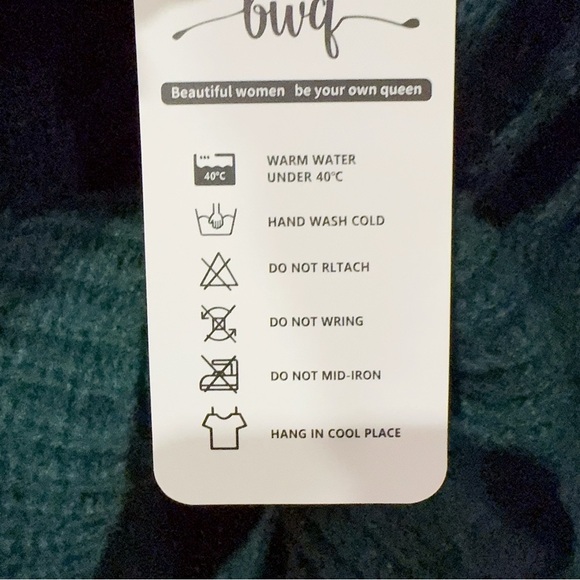 bwq
Beautiful women be your own queen
40°C
WARM WATER
UNDER 40°C
HAND WASH COLD
DO NOT RLTACH
DO NOT WRING
DO NOT MID-IRON
HANG IN COOL PLACE